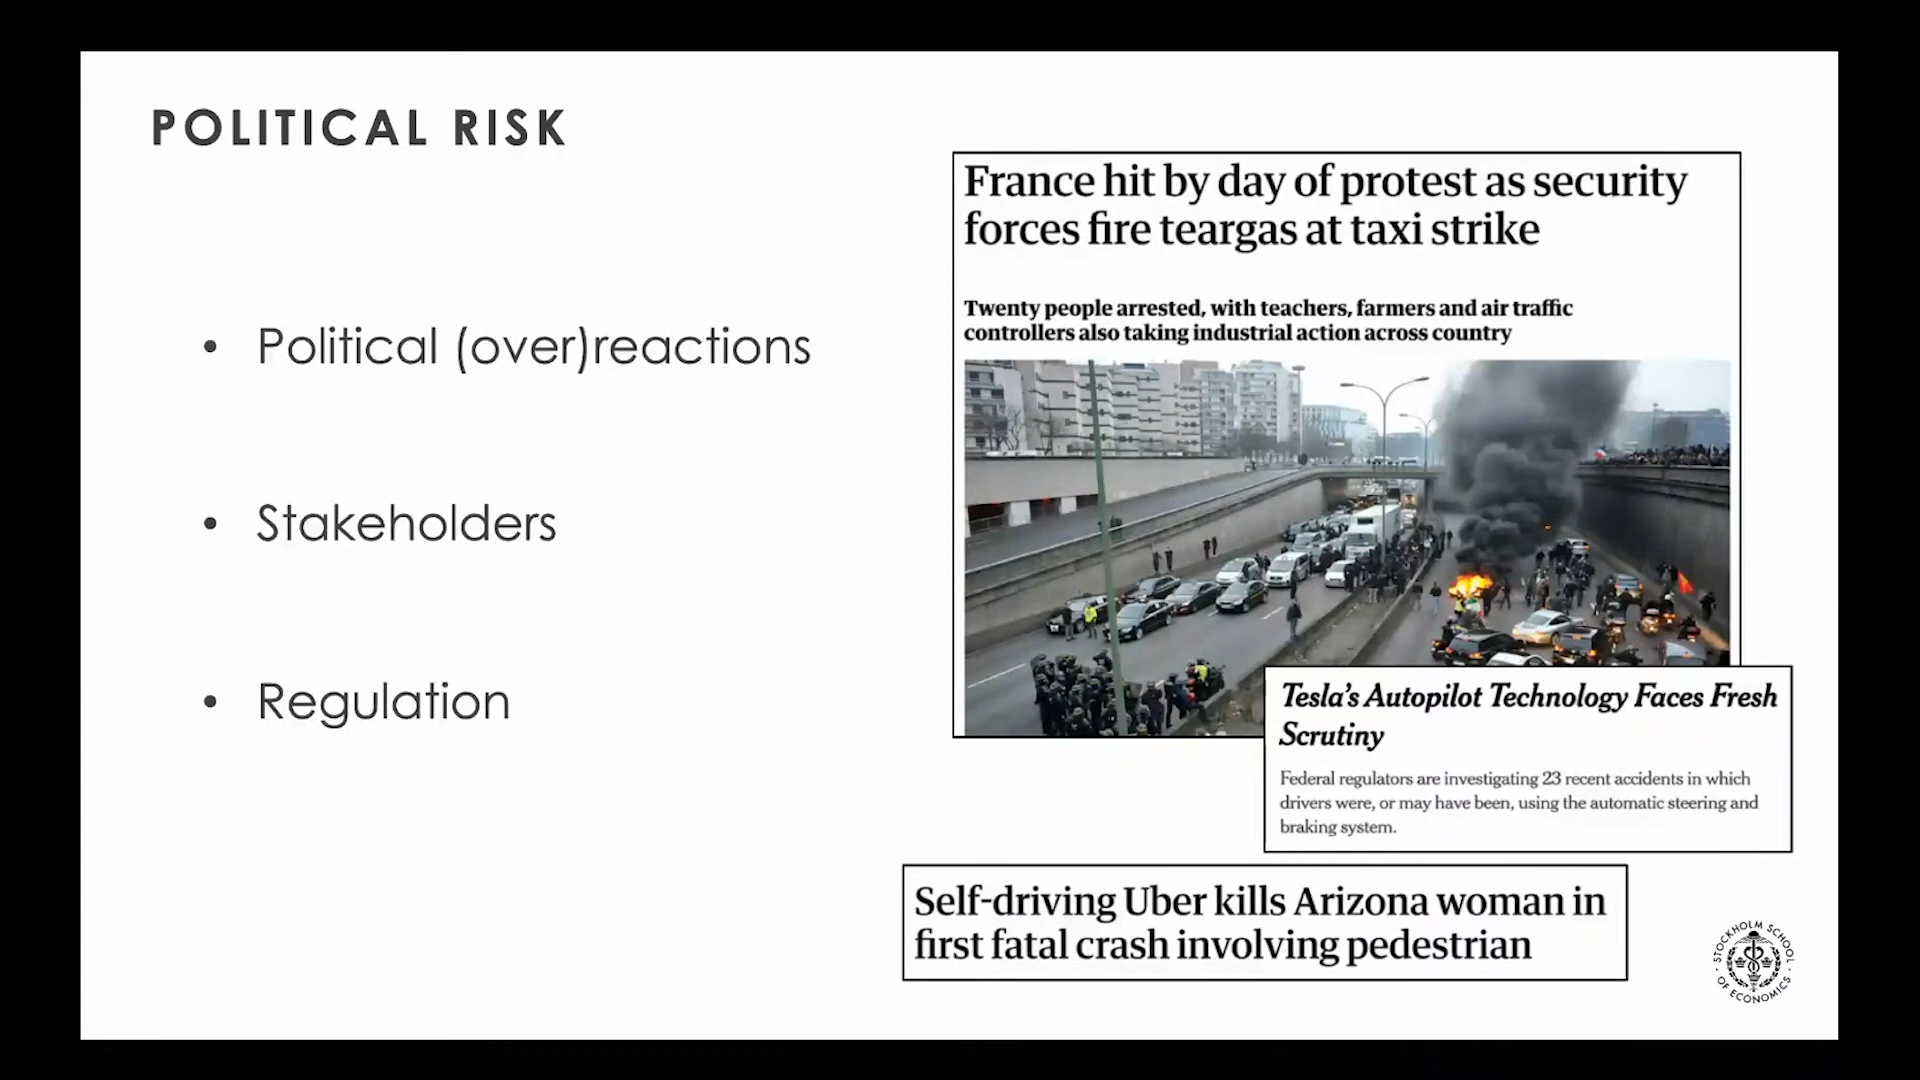 POLITICAL RISK
• Political (over)reactions
• Stakeholders
• Regulation
France hit by day of protest as security
forces fire teargas at taxi strike
Twenty people arrested, with teachers, farmers and air traffic
controllers also taking industrial action across country
Tesla's Autopilot Technology Faces Fresh
Scrutiny
Federal regulators are investigating 23 recent accidents in which
drivers were, or may have been, using the automatic steering and
braking system.
Self-driving Uber kills Arizona woman in
first fatal crash involving pedestrian
STOCKHOLM SCHOOL
OF ECONOMICS